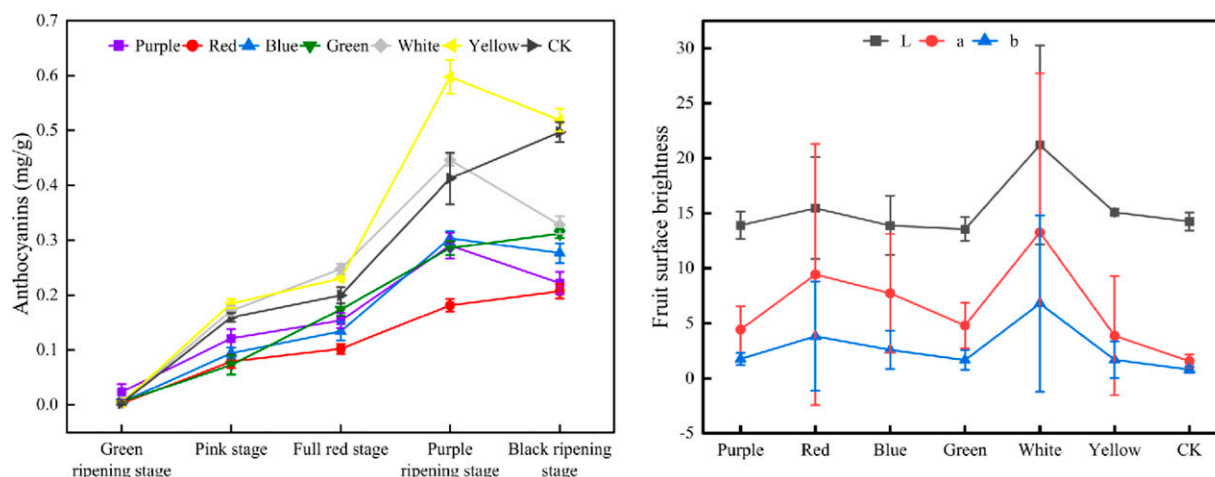 0.7
0.6
0.5
0.4
0.3
0.2
0.1
0.0
Anthocyanins (mg/g)
Purple Red Blue Green White Yellow CK
Green ripening stage
Pink stage
Full red stage
Purple ripening stage
Black ripening stage
30
25
20
15
10
5
0
-5
Fruit surface brightness
L a b
Purple Red Blue Green White Yellow CK